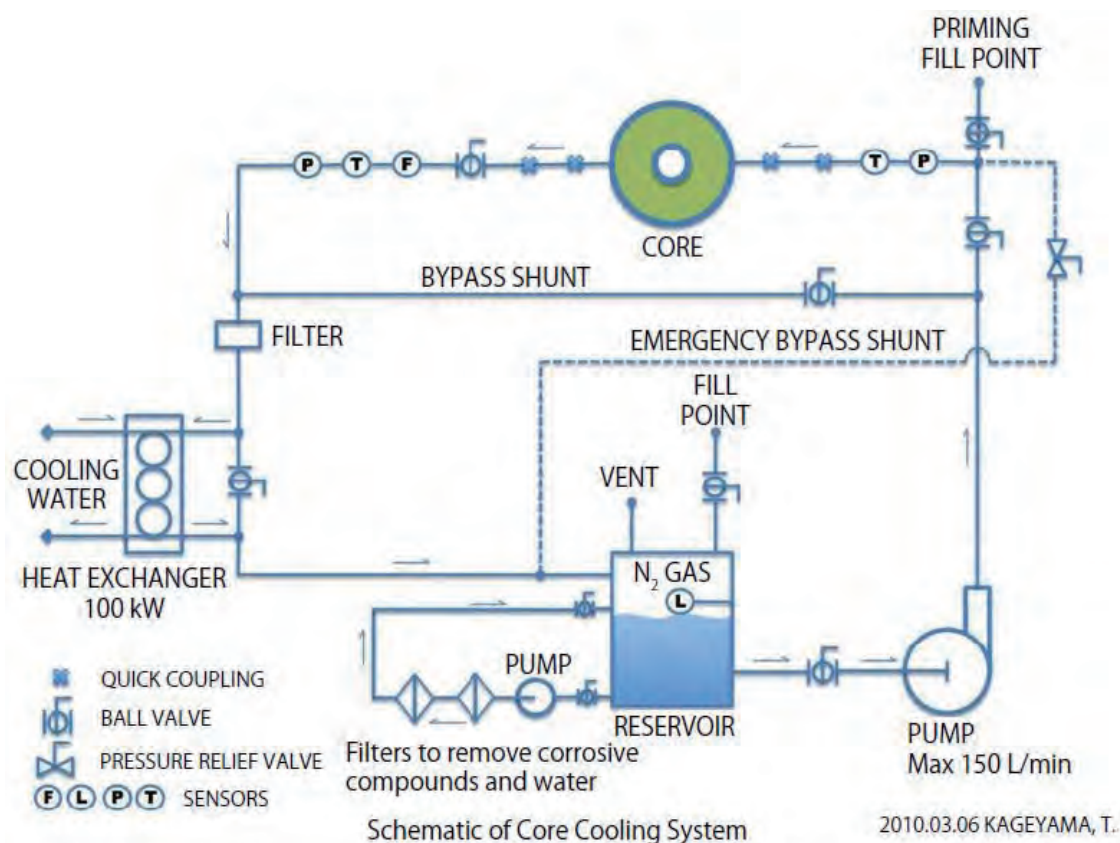 PRIMING
FILL POINT
P T F
T P
CORE
BYPASS SHUNT
FILTER
EMERGENCY BYPASS SHUNT
FILL
POINT
VENT
COOLING
WATER
N₂ GAS
L
HEAT EXCHANGER
100 kW
PUMP
RESERVOIR
PUMP
Max 150 L/min
QUICK COUPLING
BALL VALVE
PRESSURE RELIEF VALVE
F L P T SENSORS
Filters to remove corrosive
compounds and water
Schematic of Core Cooling System
2010.03.06 KAGEYAMA, T.